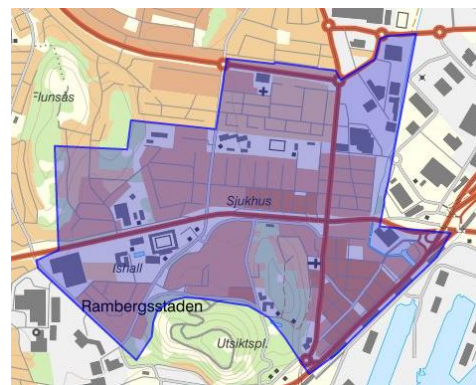 Flunsås
Sjukhus
Ishall
Rambergsstaden
Utsiktspl.